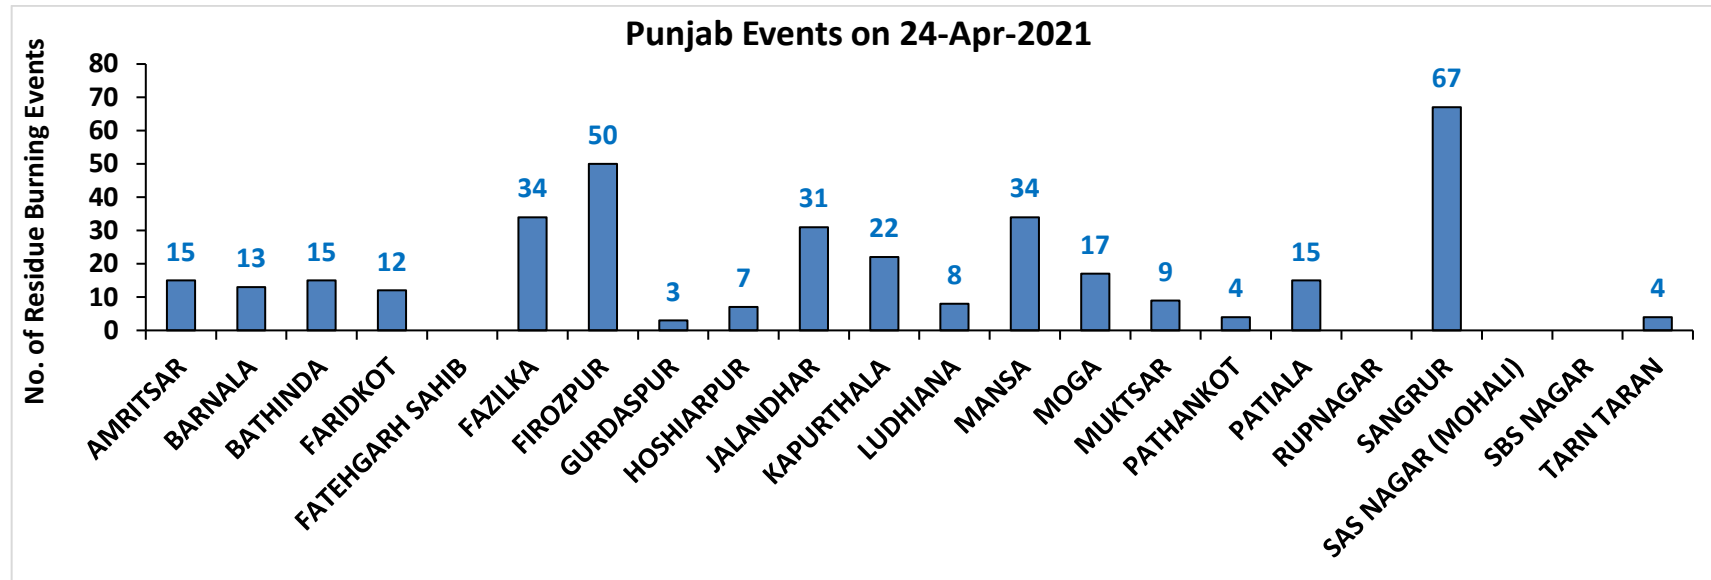 Punjab Events on 24-Apr-2021
No. of Residue Burning Events
80
70
60
50
40
30
20
10
0
15
13
15
12
34
50
3
7
31
22
8
34
17
9
4
15
67
4
AMRITSAR
BARNALA
BATHINDA
FARIDKOT
FATEHGARH SAHIB
FAZILKA
FIROZPUR
GURDASPUR
HOSHIARPUR
JALANDHAR
KAPURTHALA
LUDHIANA
MANSA
MOGA
MUKTSAR
PATHANKOT
PATIALA
RUPNAGAR
SANGRUR
SAS NAGAR (MOHALI)
SBS NAGAR
TARN TARAN